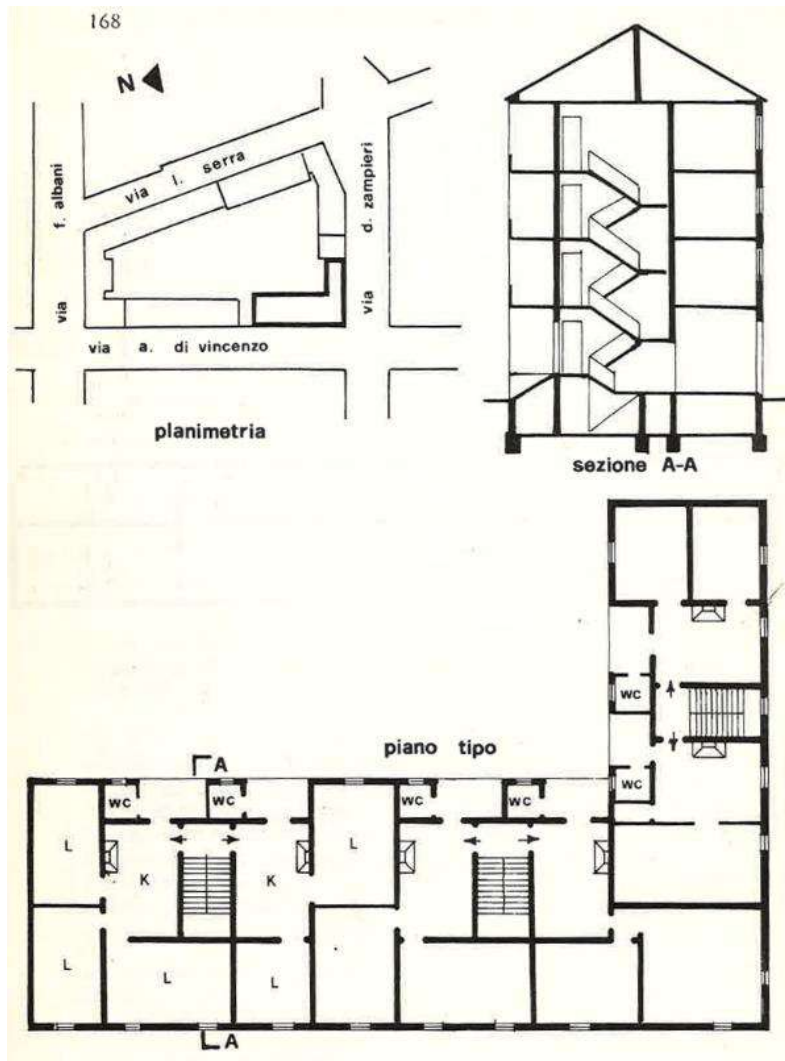 168
N
via f. albani
via l. serra
via d. zampieri
via a. di vincenzo
planimetria
sezione A-A
piano tipo
A
wc
wc
wc
wc
wc
wc
L
K
K
L
L
L
L
A